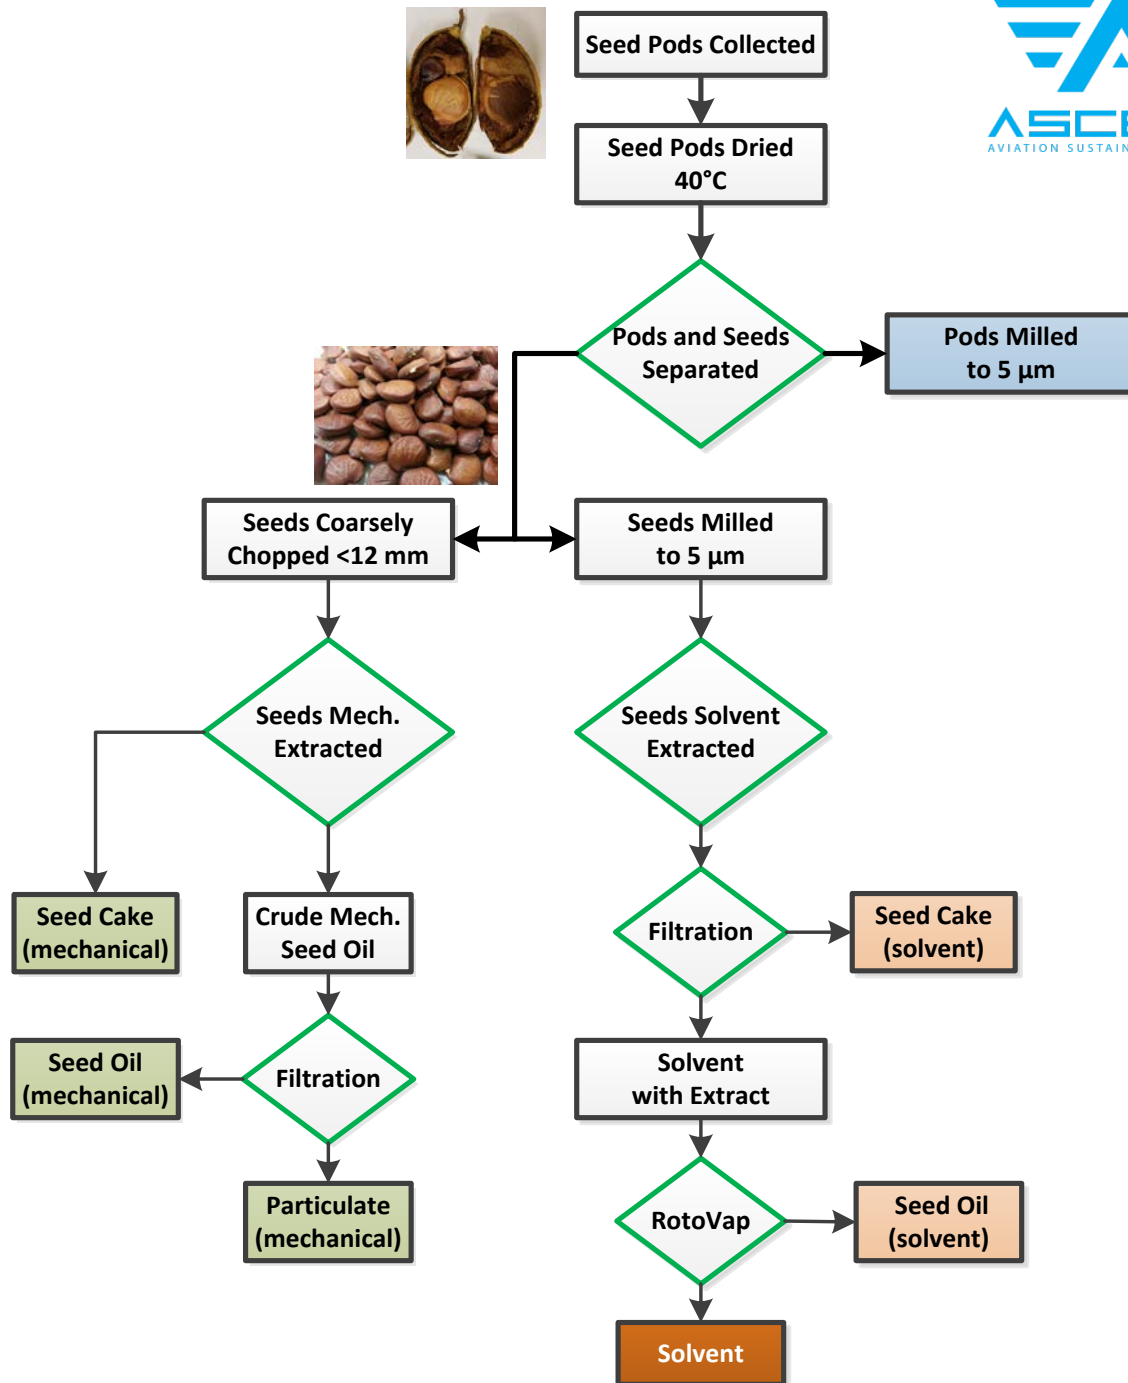 Seed Pods Collected
AVIATION
Seed Pods Dried
40°C
Pods and Seeds
Separated
Pods Milled
to 5 µm
Seeds Coarsely
Chopped <12 mm
Seeds Milled
to 5 µm
Seeds Mech.
Extracted
Seeds Solvent
Extracted
Seed Cake
(mechanical)
Crude Mech.
Seed Oil
Filtration
Seed Cake
(solvent)
Seed Oil
(mechanical)
Filtration
Solvent
with Extract
Particulate
(mechanical)
RotoVap
Seed Oil
(solvent)
Solvent